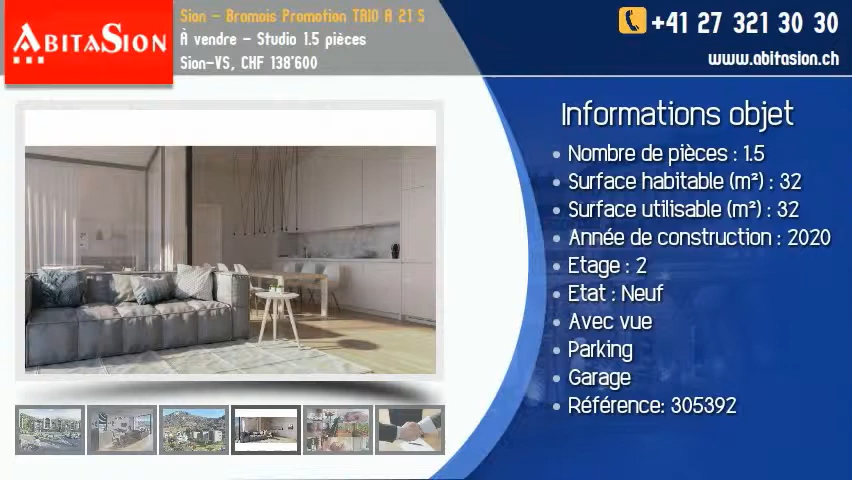 ABITASION
Sion - Bramois Promotion TRIO A 21 S
À vendre - Studio 1.5 pièces
Sion-VS, CHF 138'600
+41 27 321 30 30
www.abitasion.ch
Informations objet
Nombre de pièces : 1.5
Surface habitable (m²) : 32
Surface utilisable (m²) : 32
Année de construction : 2020
Etage : 2
Etat : Neuf
Avec vue
Parking
Garage
Référence: 305392